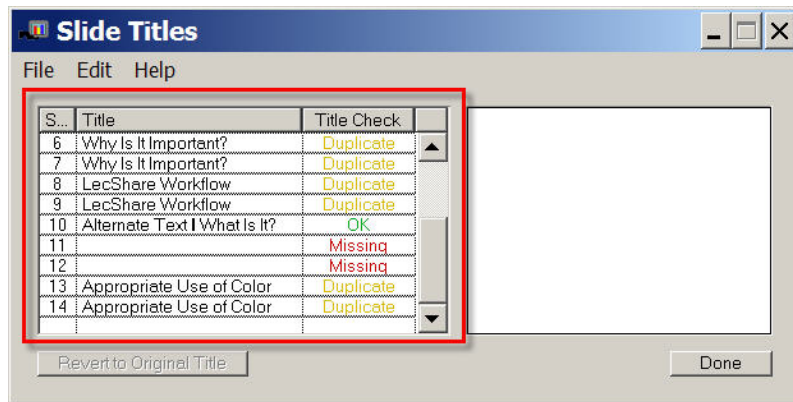 Slide Titles
File Edit Help
S... Title Title Check
6 Why Is It Important? Duplicate
7 Why Is It Important? Duplicate
8 LecShare Workflow Duplicate
9 LecShare Workflow Duplicate
10 Alternate Text | What Is It? OK
11 Missing
12 Missing
13 Appropriate Use of Color Duplicate
14 Appropriate Use of Color Duplicate
Revert to Original Title Done